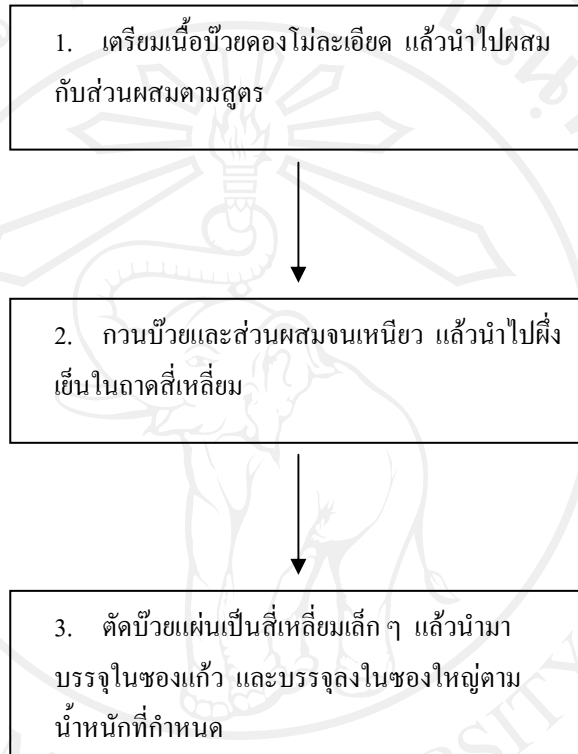 1. เตรียมเนื้อบ๊วยดองโม่ละเอียด แล้วนำไปผสม
กับส่วนผสมตามสูตร
2. กวนบ๊วยและส่วนผสมจนเหนียว แล้วนำไปผึ่ง
เย็นในถาดสี่เหลี่ยม
3. ตัดบ๊วยแผ่นเป็นสี่เหลี่ยมเล็ก ๆ แล้วนำมา
บรรจุในซองแก้ว และบรรจุลงในซองใหญ่ตาม
น้ำหนักที่กำหนด